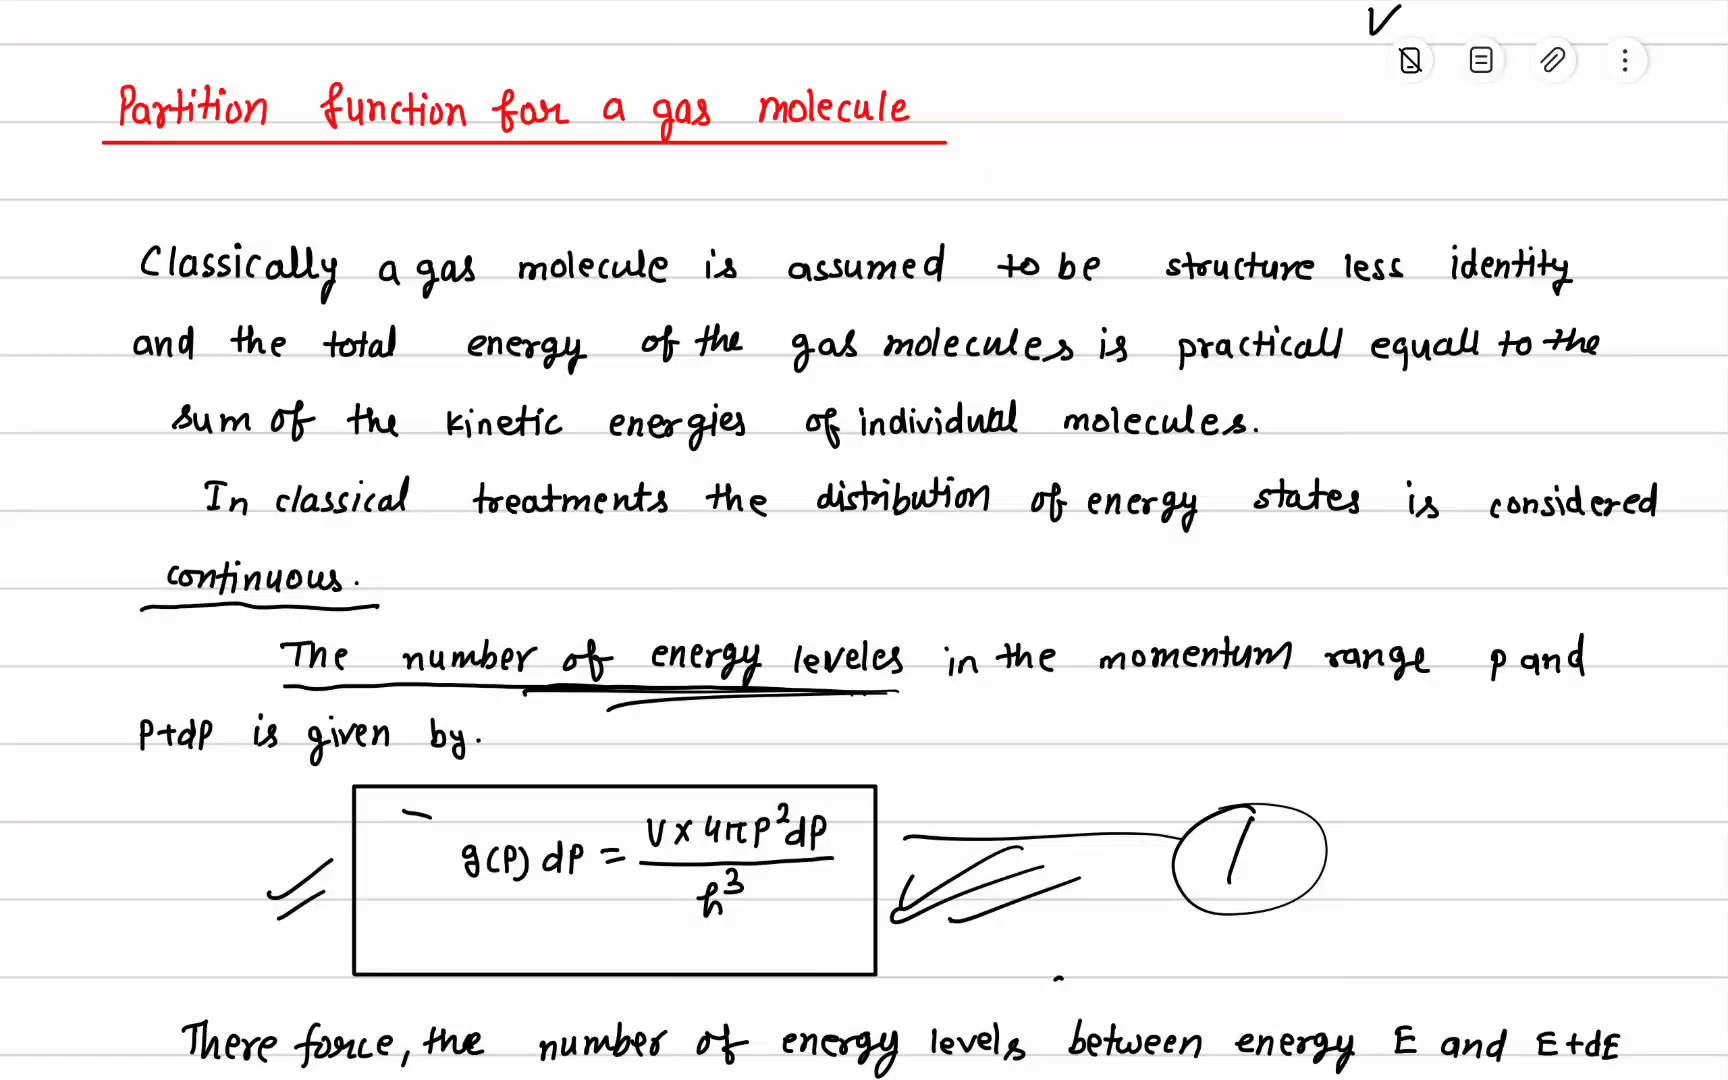 Partition function for a gas molecule
Classically a gas molecule is assumed to be structure less identity
and the total energy of the gas molecules is practicall equall to the
sum of the kinetic energies of individual molecules.
In classical treatments the distribution of energy states is considered
continuous.
The number of energy leveles in the momentum range p and
P+dP is given by.
g(P) dP = V × 4πP²dP / h³
1
There force, the number of energy levels between energy E and E+dE